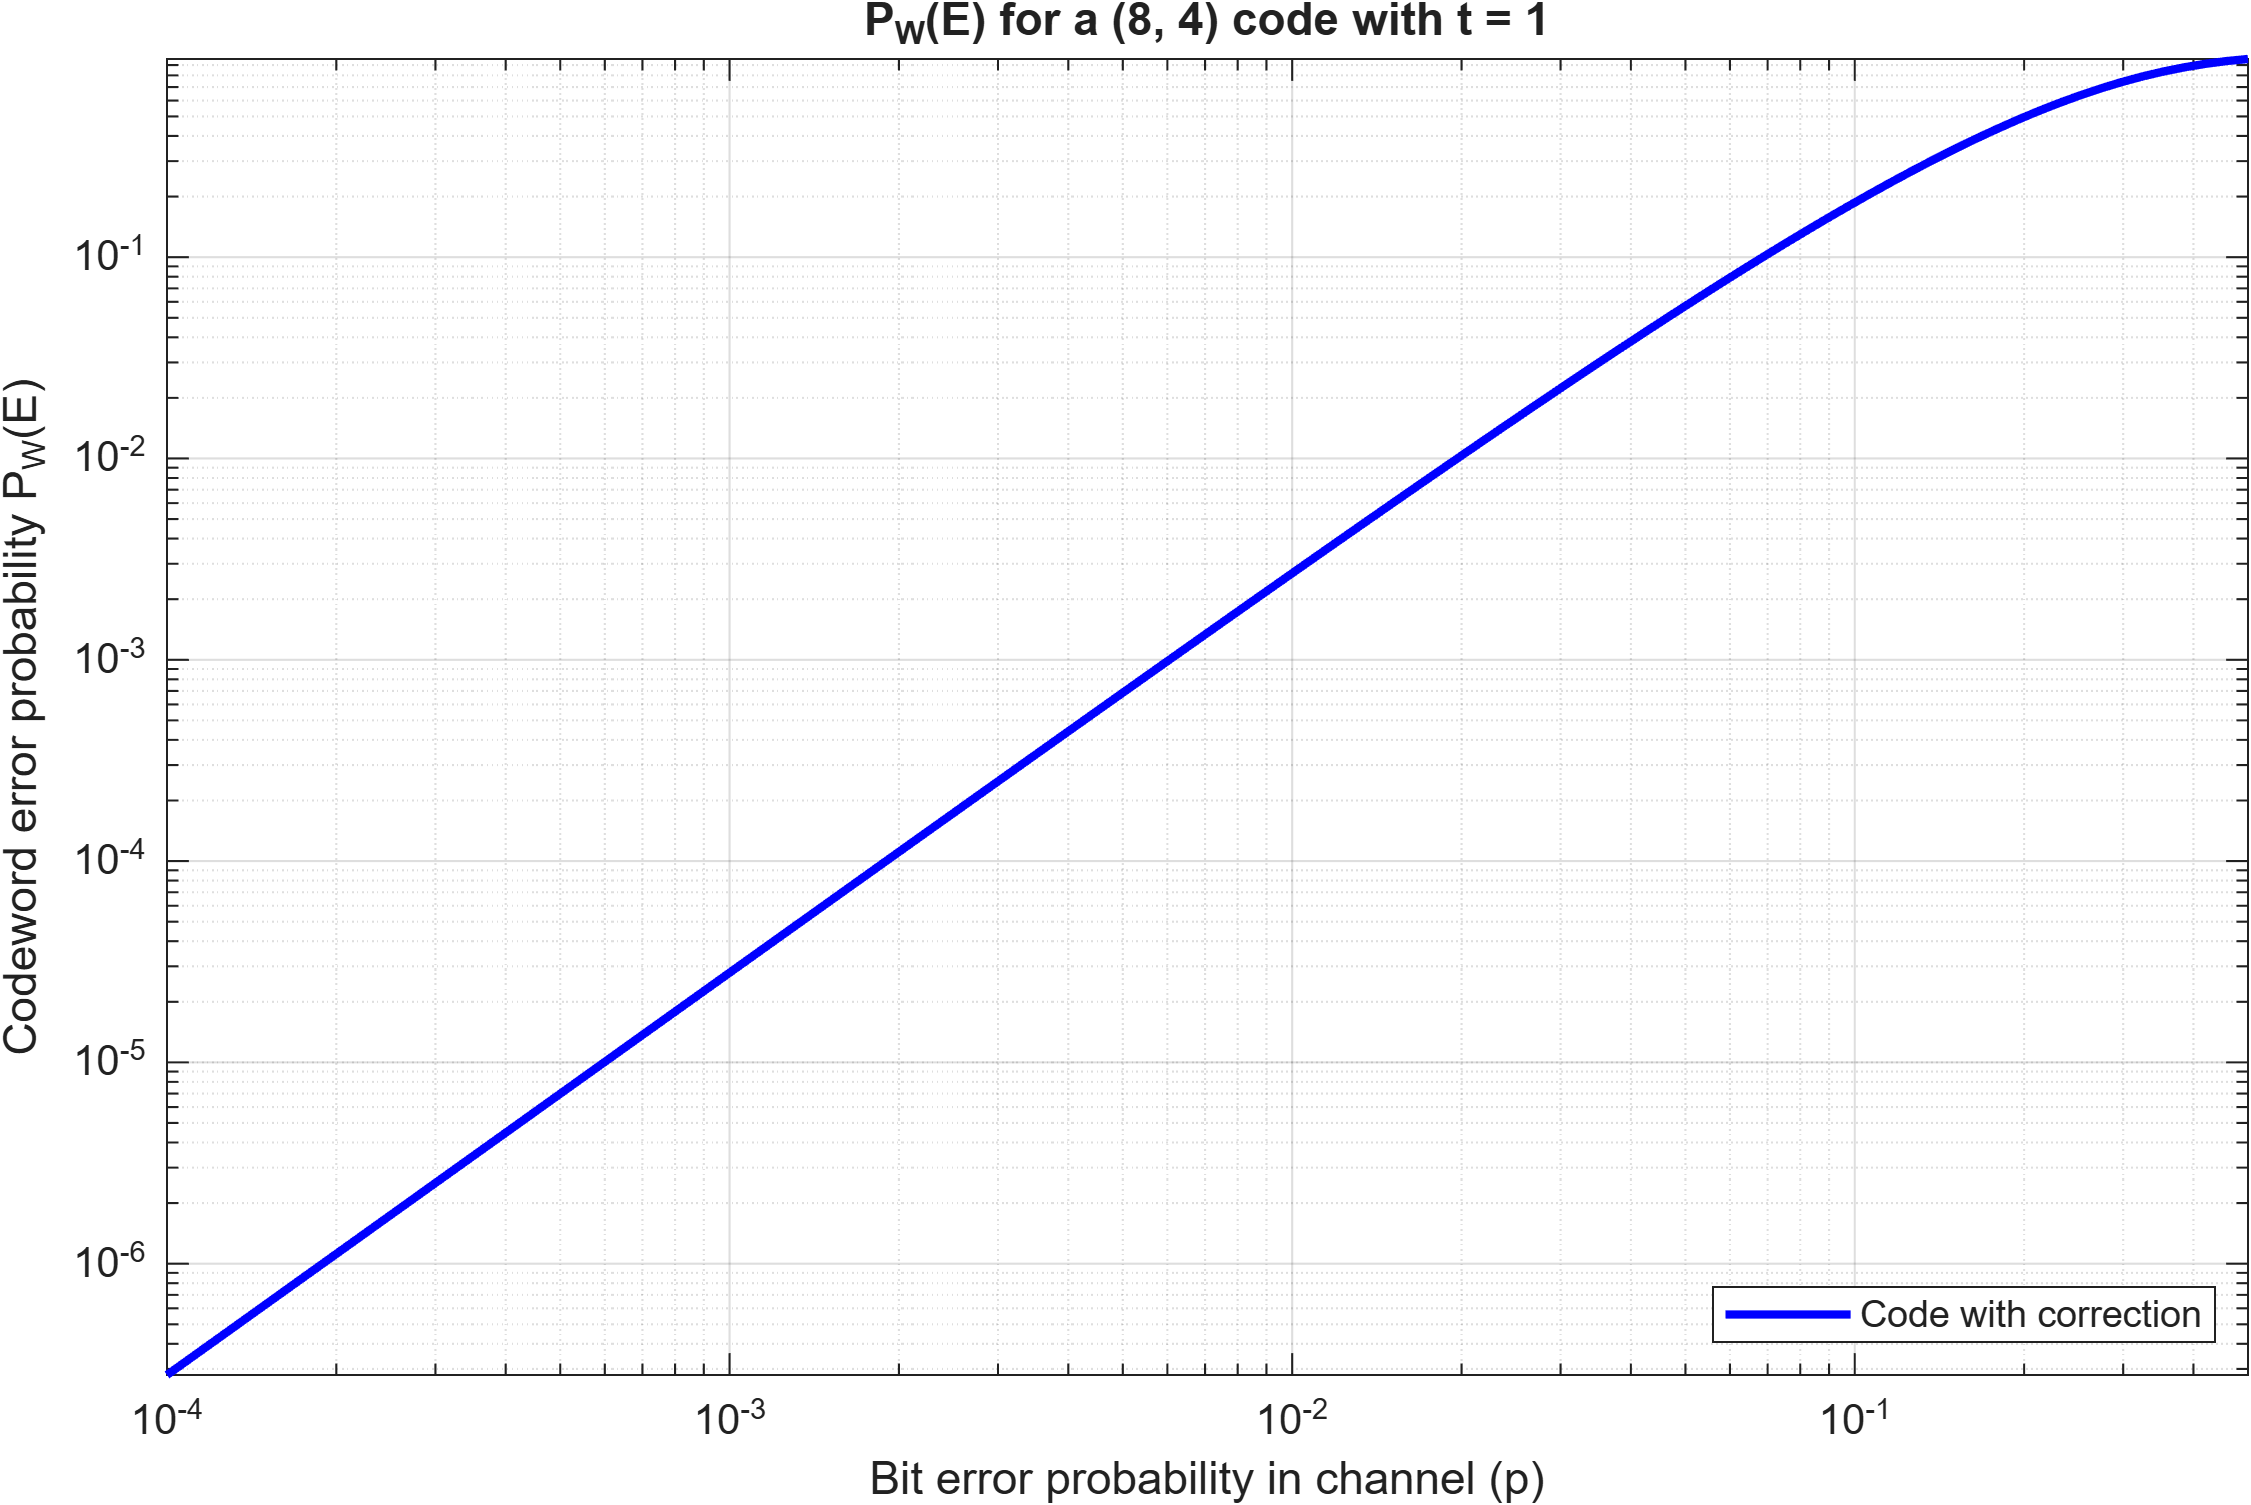 P_W(E) for a (8, 4) code with t = 1
Codeword error probability P_W(E)
10^-1
10^-2
10^-3
10^-4
10^-5
10^-6
Code with correction
10^-4 10^-3 10^-2 10^-1
Bit error probability in channel (p)